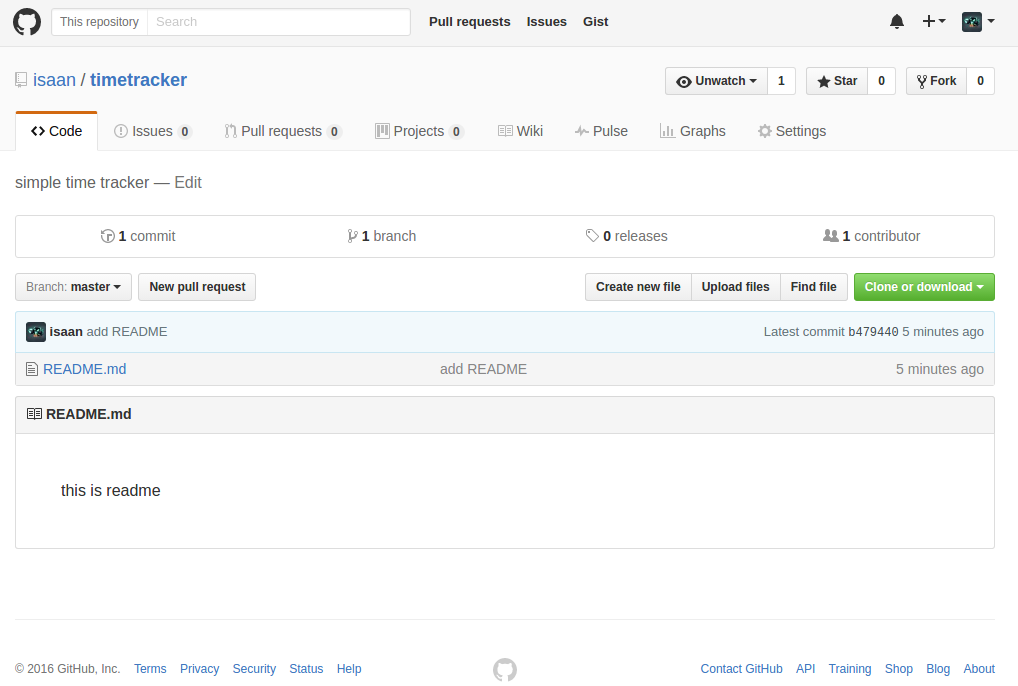 This repository Search Pull requests Issues Gist
isaan / timetracker Unwatch 1 Star 0 Fork 0
Code Issues 0 Pull requests 0 Projects 0 Wiki Pulse Graphs Settings
simple time tracker — Edit
1 commit 1 branch 0 releases 1 contributor
Branch: master New pull request Create new file Upload files Find file Clone or download
isaan add README Latest commit b479440 5 minutes ago
README.md add README 5 minutes ago
README.md
this is readme
© 2016 GitHub, Inc. Terms Privacy Security Status Help Contact GitHub API Training Shop Blog About